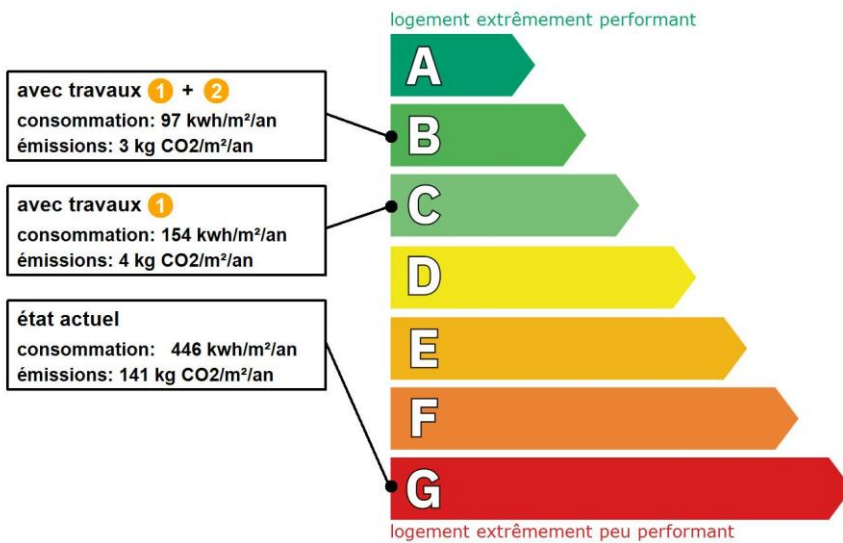 logement extrêmement performant
A
avec travaux 1 + 2
consommation: 97 kwh/m²/an
émissions: 3 kg CO2/m²/an
B
avec travaux 1
consommation: 154 kwh/m²/an
émissions: 4 kg CO2/m²/an
C
D
état actuel
consommation: 446 kwh/m²/an
émissions: 141 kg CO2/m²/an
E
F
G
logement extrêmement peu performant